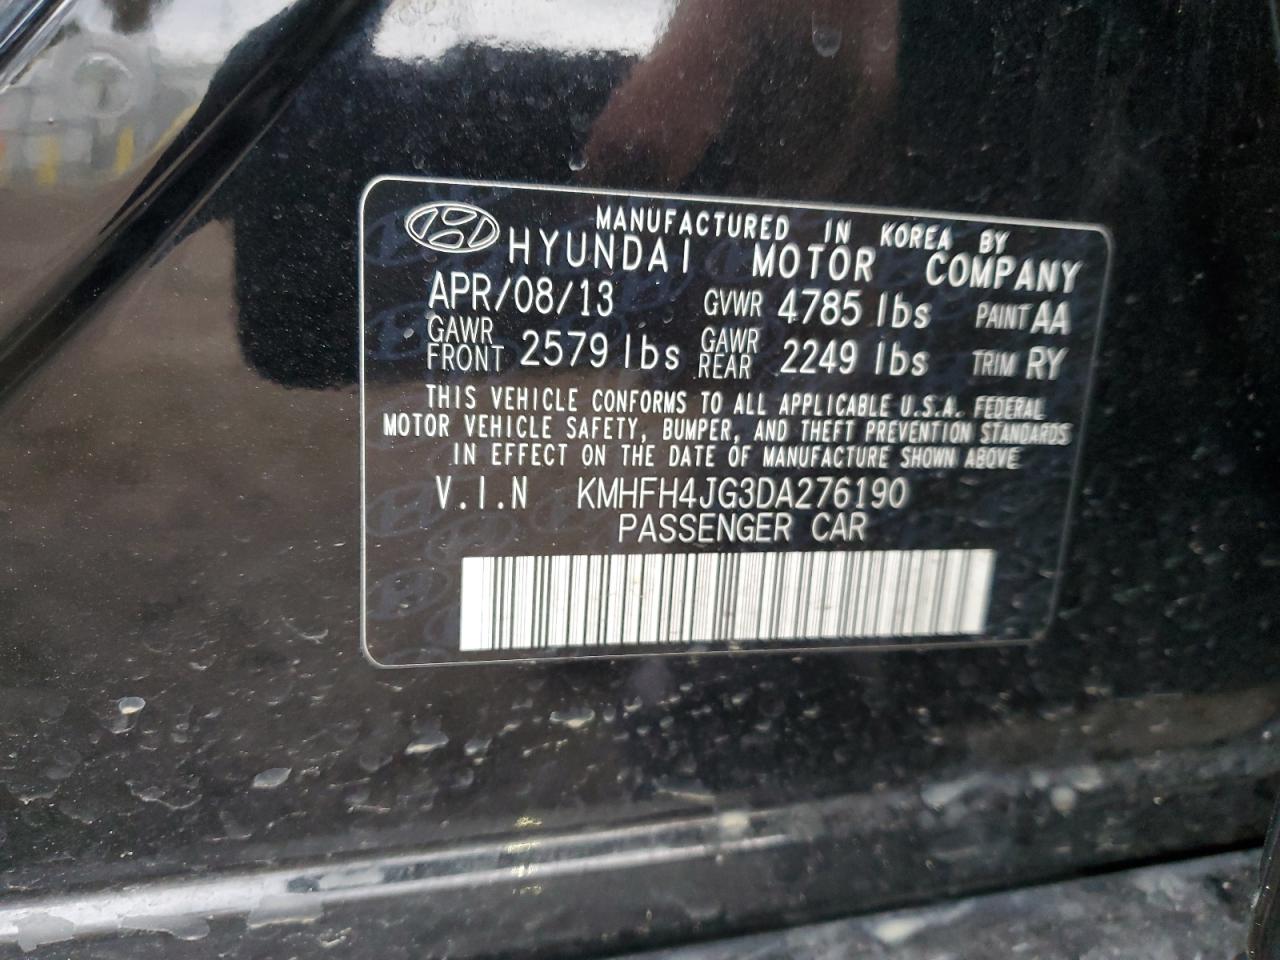 MANUFACTURED IN KOREA BY
HYUNDAI MOTOR COMPANY
APR/08/13 GVWR 4785 lbs PAINT AA
GAWR FRONT 2579 lbs GAWR REAR 2249 lbs TRIM RY
THIS VEHICLE CONFORMS TO ALL APPLICABLE U.S.A. FEDERAL
MOTOR VEHICLE SAFETY, BUMPER, AND THEFT PREVENTION STANDARDS
IN EFFECT ON THE DATE OF MANUFACTURE SHOWN ABOVE
V.I.N KMHFH4JG3DA276190
PASSENGER CAR